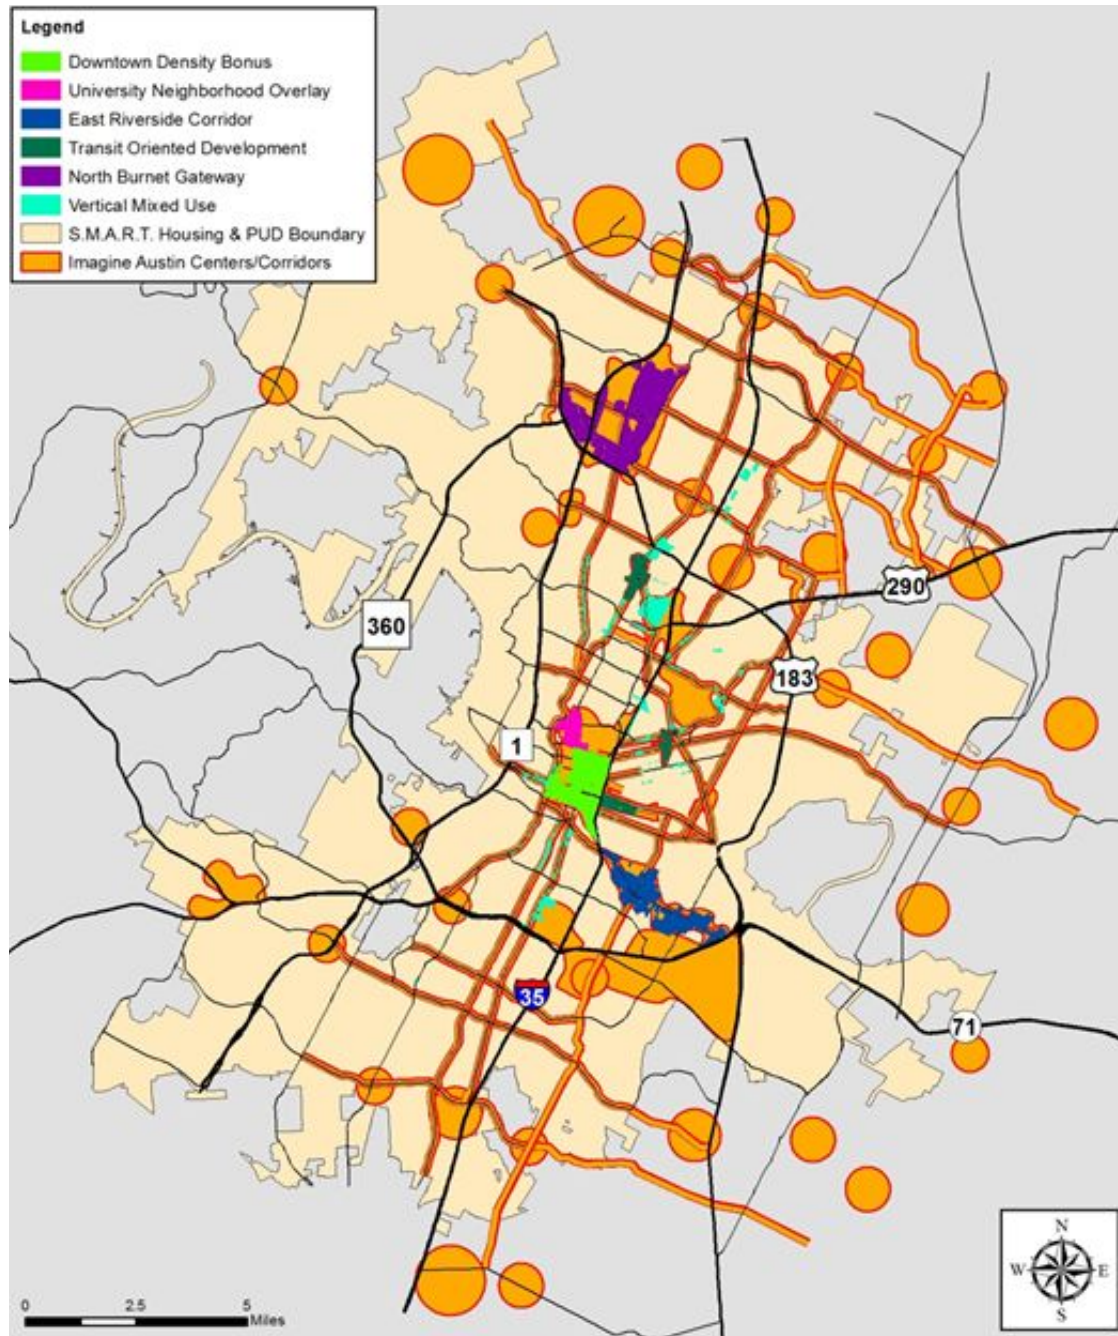 Legend
Downtown Density Bonus
University Neighborhood Overlay
East Riverside Corridor
Transit Oriented Development
North Burnet Gateway
Vertical Mixed Use
S.M.A.R.T. Housing & PUD Boundary
Imagine Austin Centers/Corridors
290
360
183
1
35
71
N
W E
S
0 2.5 5
Miles